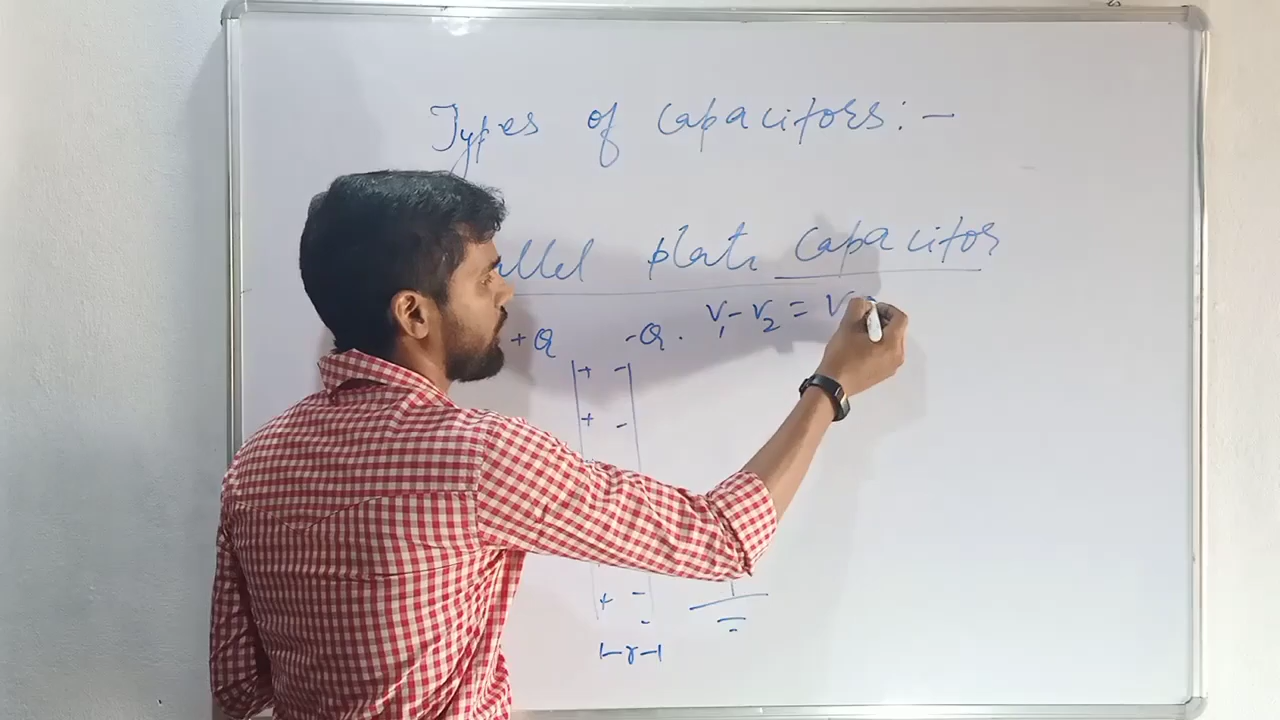 Types of Capacitors:-
allel plate capacitor
+Q -Q. V₁-V₂ = V
+ -
+ -
+ -
-
|-r-|